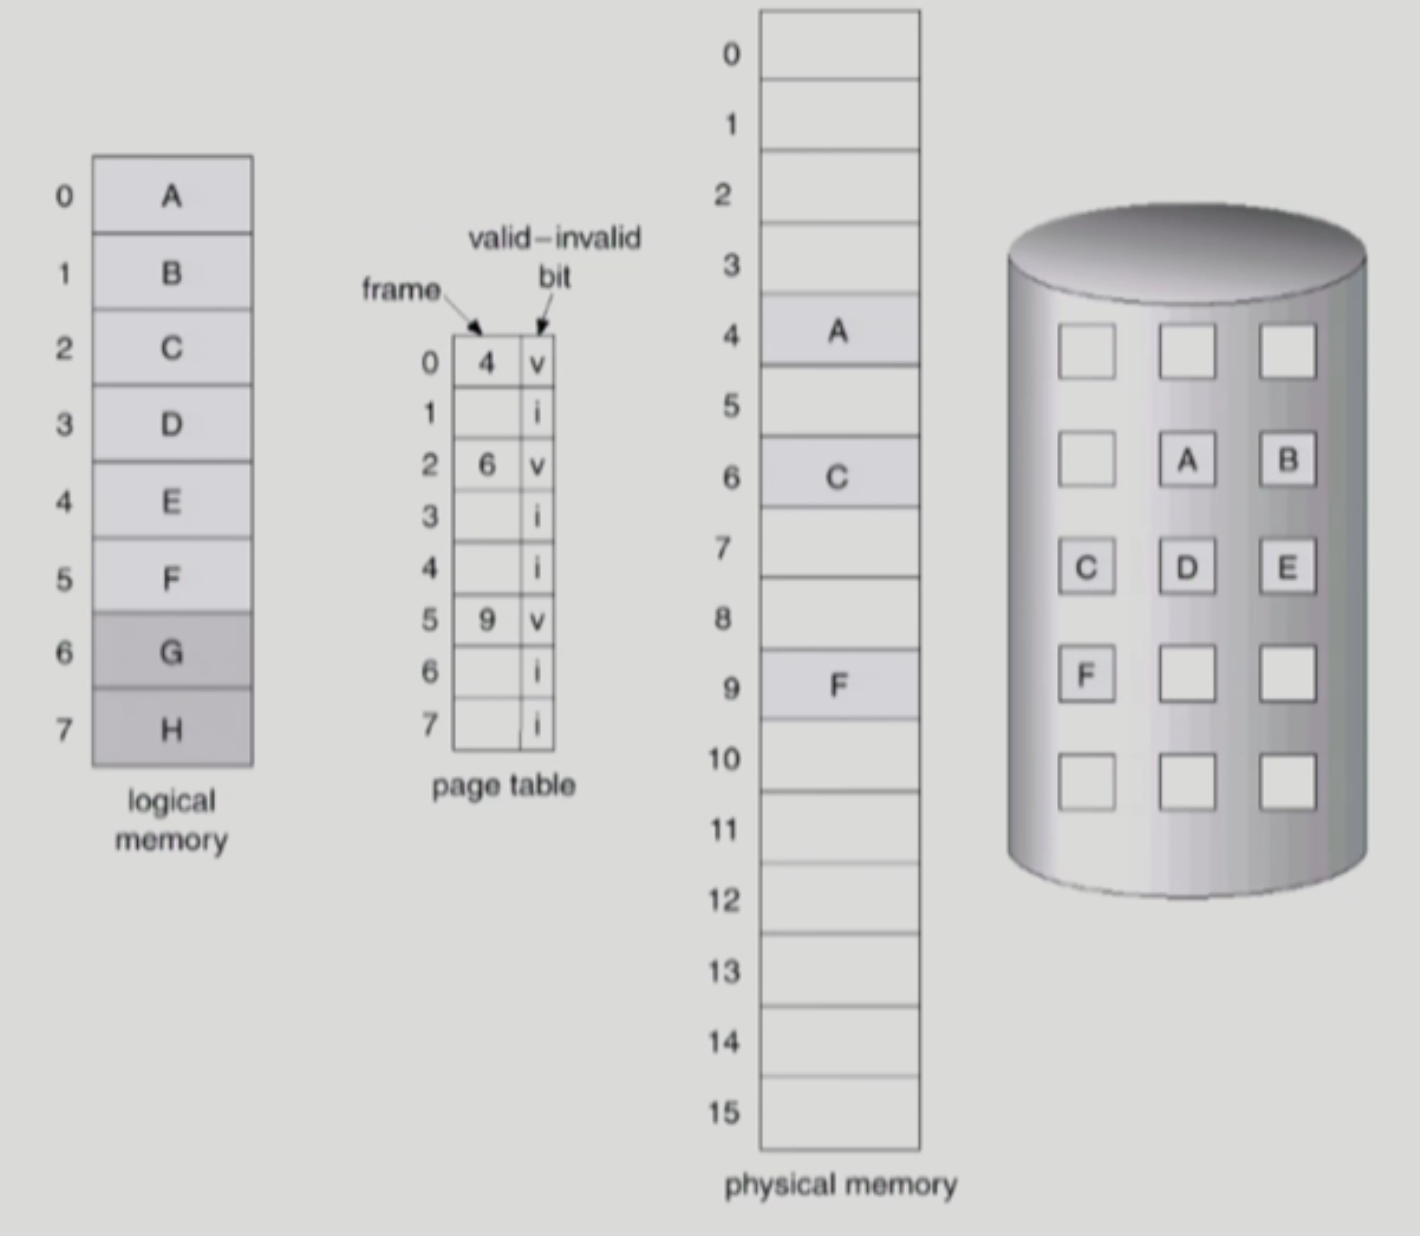 0 A
1 B
2 C
3 D
4 E
5 F
6 G
7 H
logical
memory
valid–invalid
bit
frame
0 4 v
1 i
2 6 v
3 i
4 i
5 9 v
6 i
7 i
page table
0
1
2
3
4 A
5
6 C
7
8
9 F
10
11
12
13
14
15
physical memory
A B
C D E
F